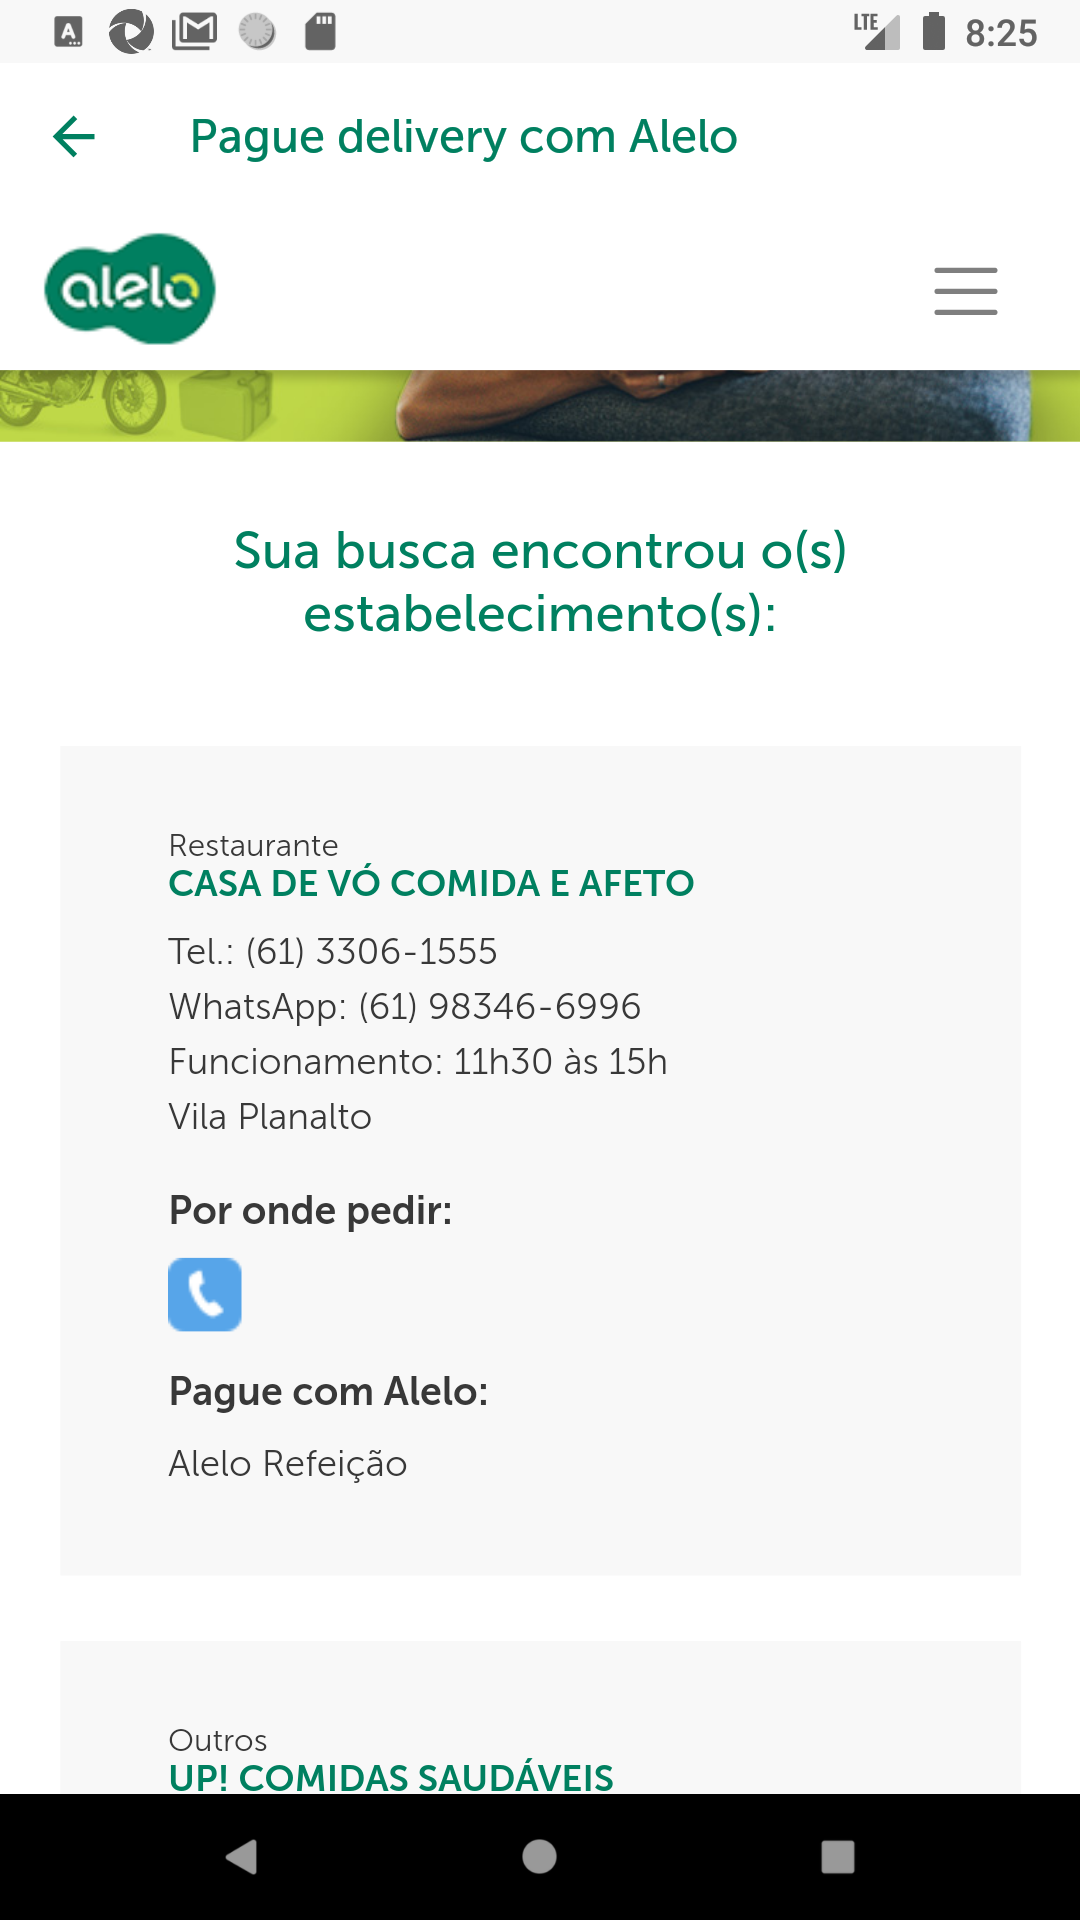 A
LTE
8:25
Pague delivery com Alelo
alelo
Sua busca encontrou o(s)
estabelecimento(s):
Restaurante
CASA DE VÓ COMIDA E AFETO
Tel.: (61) 3306-1555
WhatsApp: (61) 98346-6996
Funcionamento: 11h30 às 15h
Vila Planalto
Por onde pedir:
Pague com Alelo:
Alelo Refeição
Outros
UP! COMIDAS SAUDÁVEIS